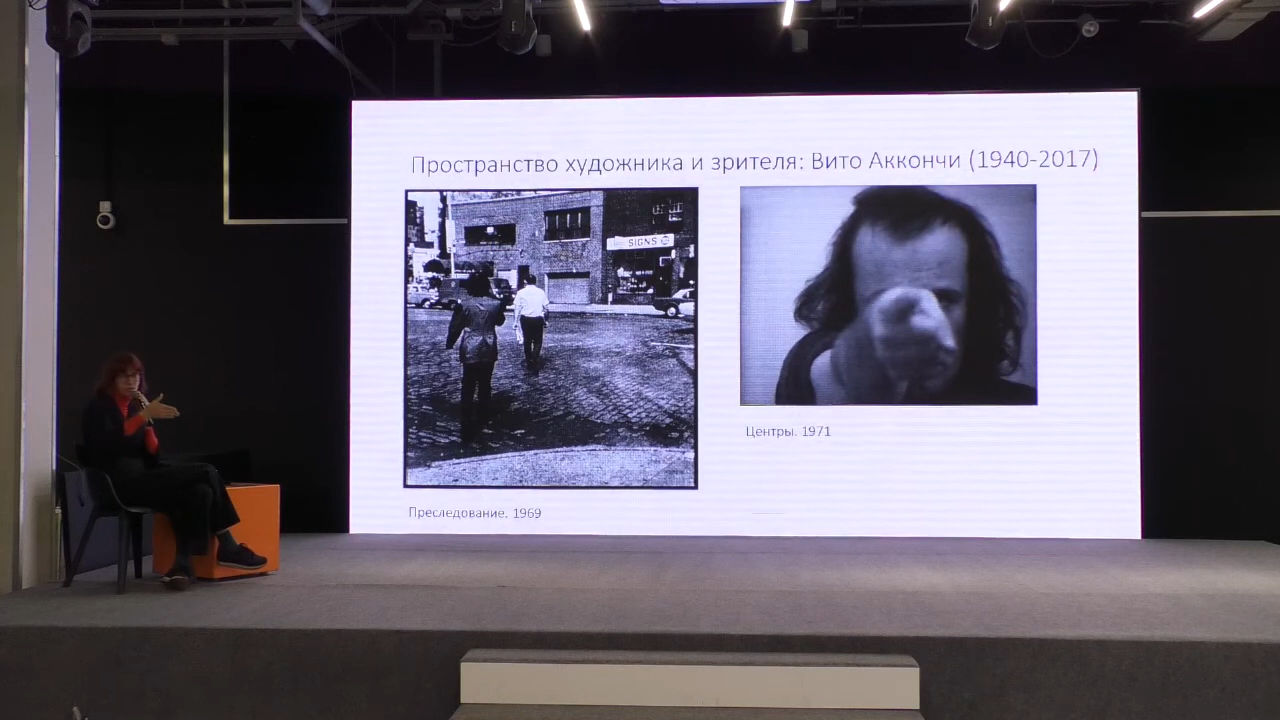 Пространство художника и зрителя: Вито Аккончи (1940-2017)
SIGNS
Центры. 1971
Преследование. 1969